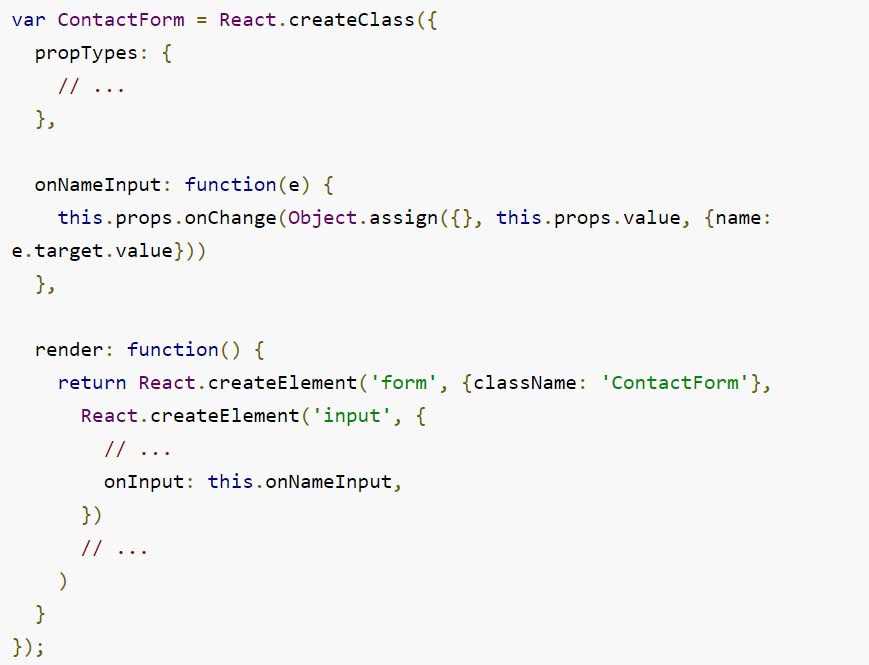 var ContactForm = React.createClass({
  propTypes: {
    // ...
  },

  onNameInput: function(e) {
    this.props.onChange(Object.assign({}, this.props.value, {name:
e.target.value}))
  },

  render: function() {
    return React.createElement('form', {className: 'ContactForm'},
      React.createElement('input', {
        // ...
        onInput: this.onNameInput,
      })
      // ...
    )
  }
});